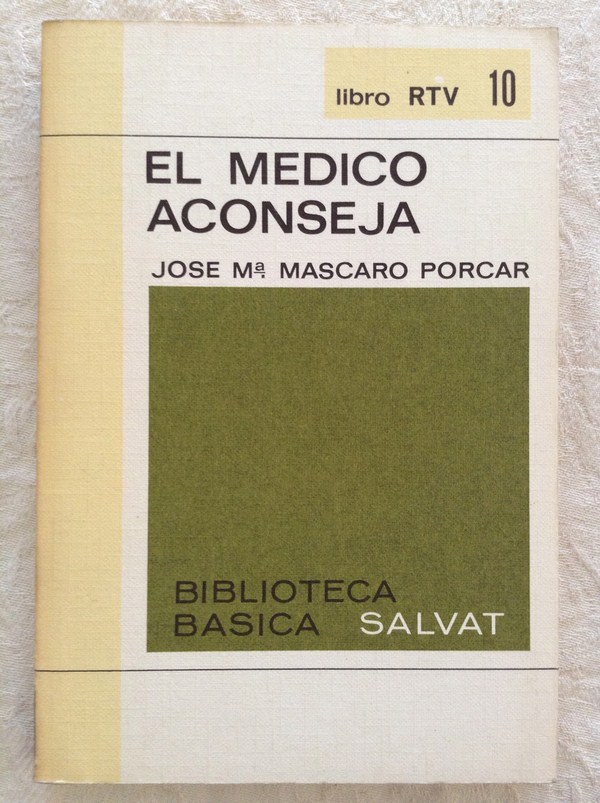 libro RTV 10
EL MEDICO
ACONSEJA
JOSE Mª MASCARO PORCAR
BIBLIOTECA
BASICA SALVAT